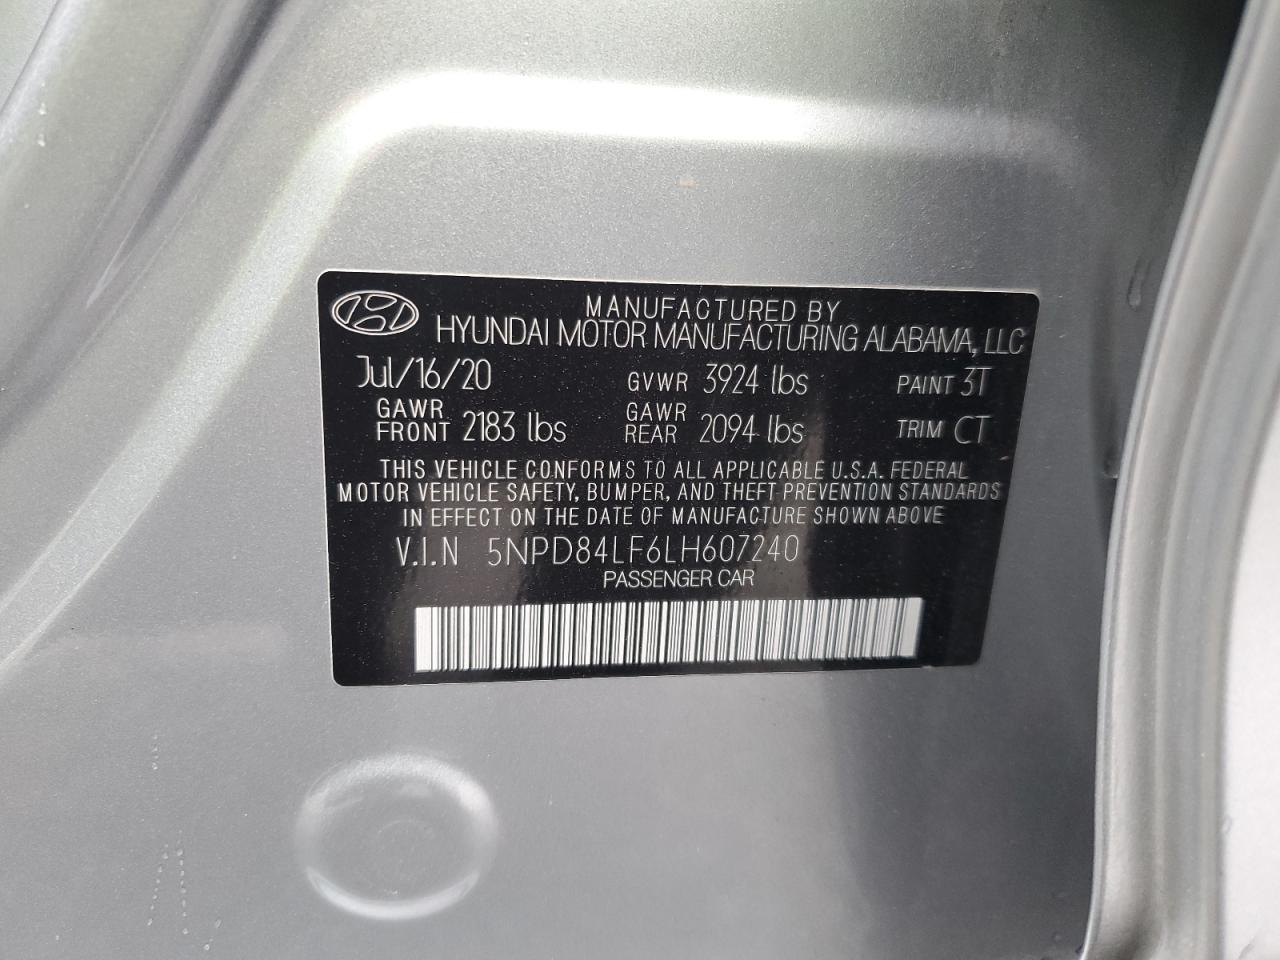 MANUFACTURED BY
HYUNDAI MOTOR MANUFACTURING ALABAMA, LLC
Jul/16/20 GVWR 3924 lbs PAINT 3T
GAWR FRONT 2183 lbs GAWR REAR 2094 lbs TRIM CT
THIS VEHICLE CONFORMS TO ALL APPLICABLE U.S.A. FEDERAL
MOTOR VEHICLE SAFETY, BUMPER, AND THEFT PREVENTION STANDARDS
IN EFFECT ON THE DATE OF MANUFACTURE SHOWN ABOVE
V.I.N 5NPD84LF6LH607240
PASSENGER CAR